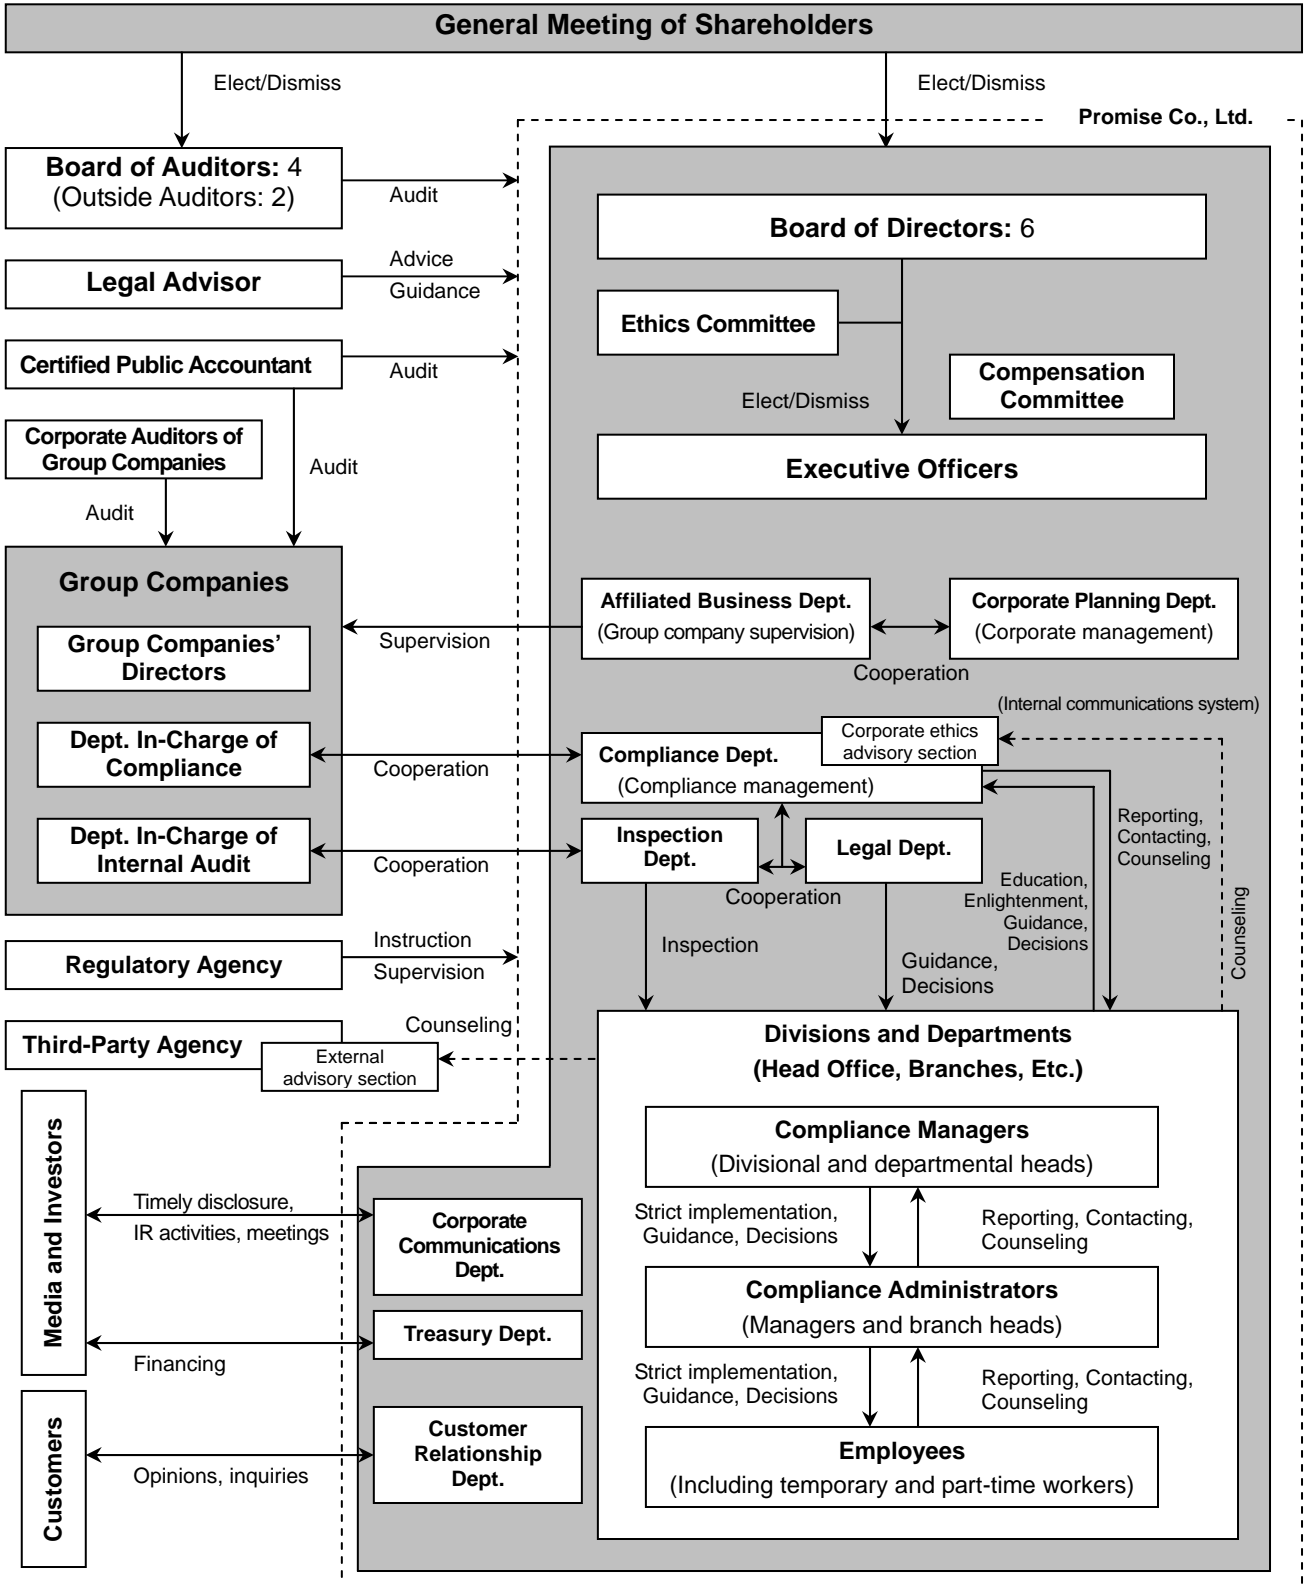 General Meeting of Shareholders
Elect/Dismiss
Elect/Dismiss
Promise Co., Ltd.
Board of Auditors: 4
(Outside Auditors: 2)
Audit
Board of Directors: 6
Legal Advisor
Advice
Guidance
Ethics Committee
Certified Public Accountant
Audit
Compensation
Committee
Elect/Dismiss
Corporate Auditors of
Group Companies
Audit
Audit
Executive Officers
Group Companies
Group Companies’
Directors
Supervision
Affiliated Business Dept.
(Group company supervision)
Corporate Planning Dept.
(Corporate management)
Cooperation
(Internal communications system)
Dept. In-Charge of
Compliance
Cooperation
Corporate ethics
advisory section
Compliance Dept.
(Compliance management)
Dept. In-Charge of
Internal Audit
Cooperation
Inspection
Dept.
Legal Dept.
Cooperation
Reporting,
Contacting,
Counseling
Education,
Enlightenment,
Guidance,
Decisions
Counseling
Regulatory Agency
Instruction
Supervision
Inspection
Guidance,
Decisions
Third-Party Agency
External
advisory section
Counseling
Divisions and Departments
(Head Office, Branches, Etc.)
Compliance Managers
(Divisional and departmental heads)
Strict implementation,
Guidance, Decisions
Reporting, Contacting,
Counseling
Compliance Administrators
(Managers and branch heads)
Strict implementation,
Guidance, Decisions
Reporting, Contacting,
Counseling
Employees
(Including temporary and part-time workers)
Media and Investors
Timely disclosure,
IR activities, meetings
Corporate
Communications
Dept.
Financing
Treasury Dept.
Customers
Opinions, inquiries
Customer
Relationship
Dept.